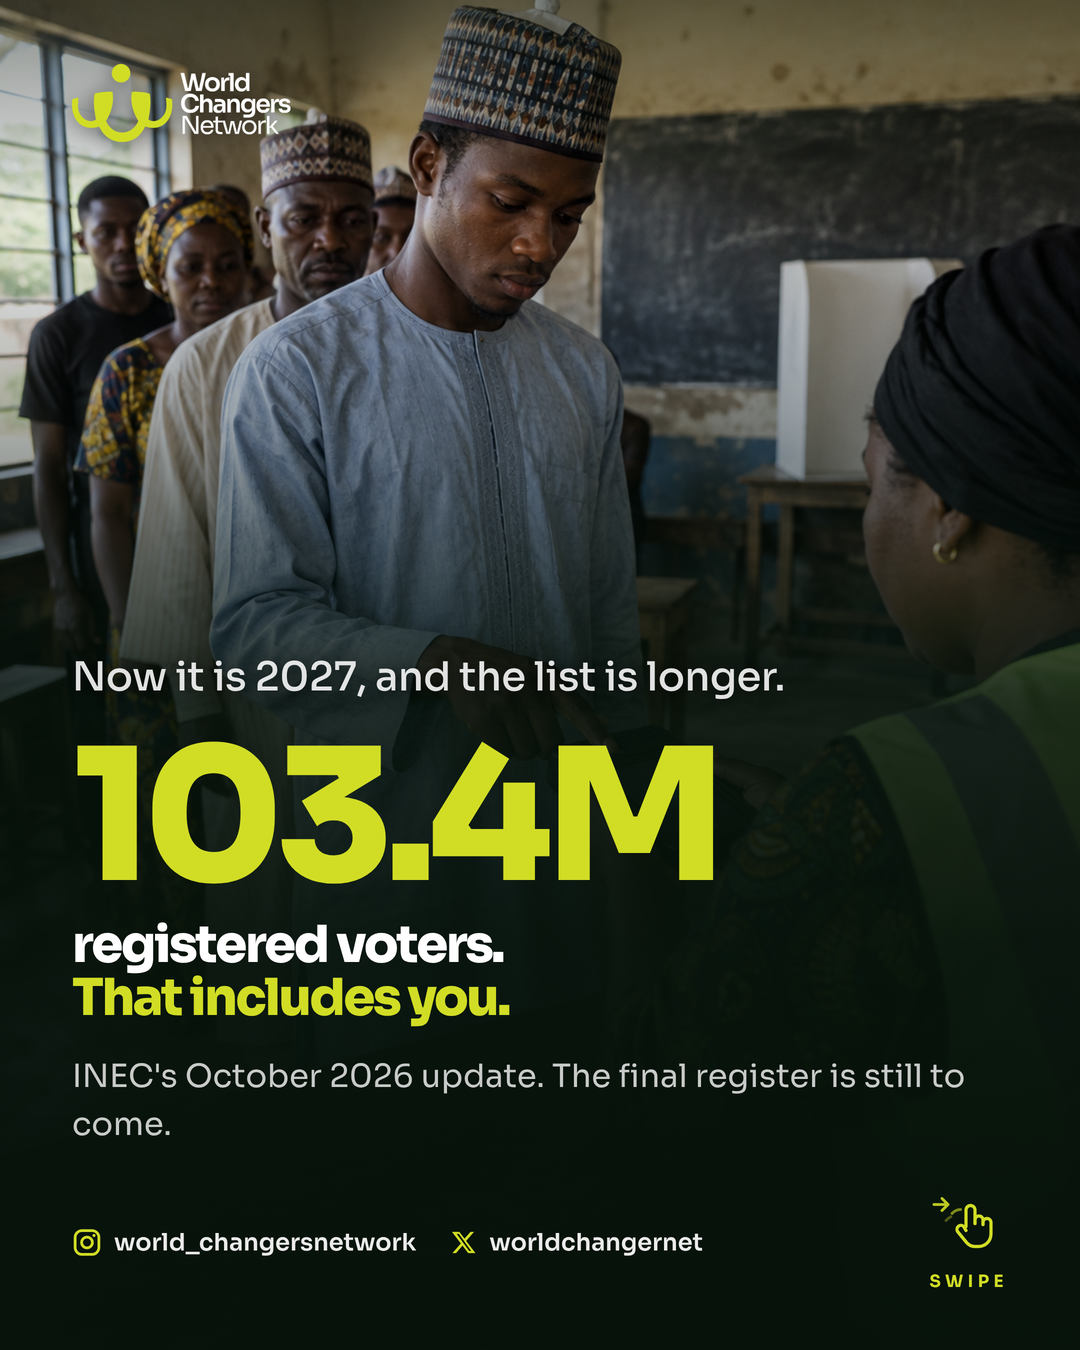 World
Changers
Network
Now it is 2027, and the list is longer.
103.4M
registered voters.
That includes you.
INEC's October 2026 update. The final register is still to
come.
world_changersnetwork
worldchangernet
SWIPE